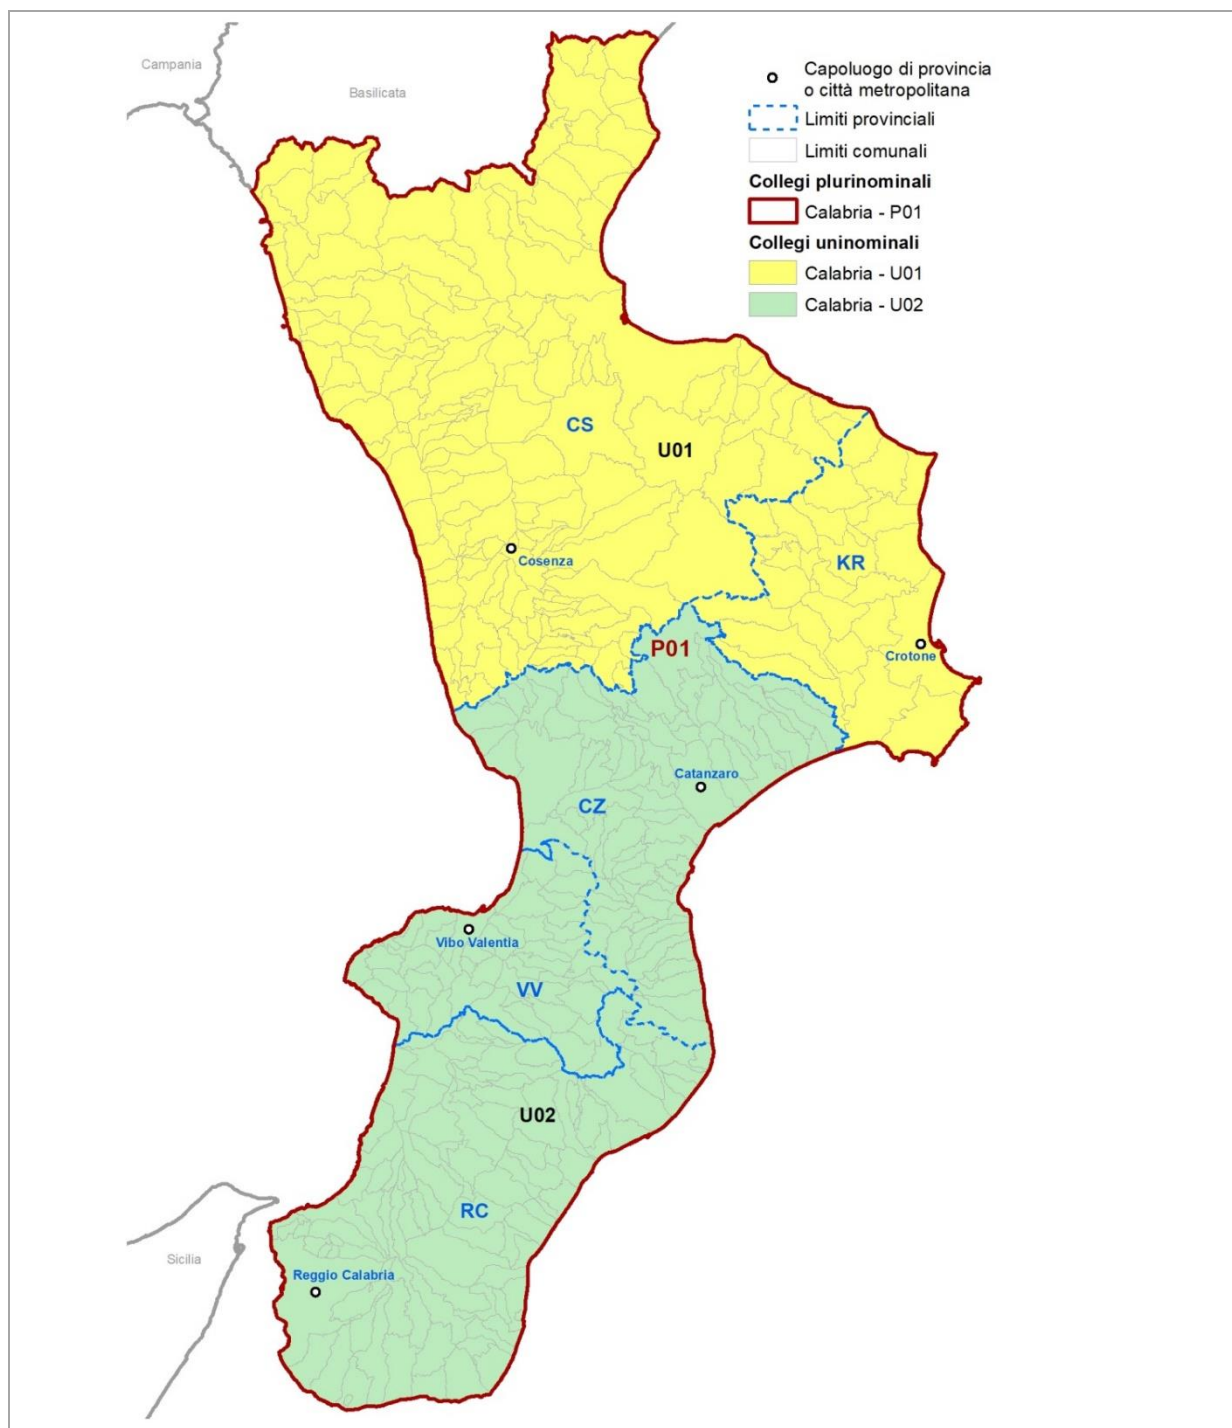 Campania
Basilicata
Capoluogo di provincia
o città metropolitana
Limiti provinciali
Limiti comunali
Collegi plurinominali
Calabria - P01
Collegi uninominali
Calabria - U01
Calabria - U02
CS
U01
Cosenza
KR
P01
Crotone
Catanzaro
CZ
Vibo Valentia
VV
U02
RC
Sicilia
Reggio Calabria